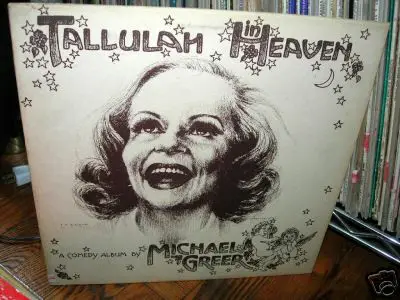 TALLULAH in HEAVEN
A COMEDY ALBUM BY MICHAEL GREER